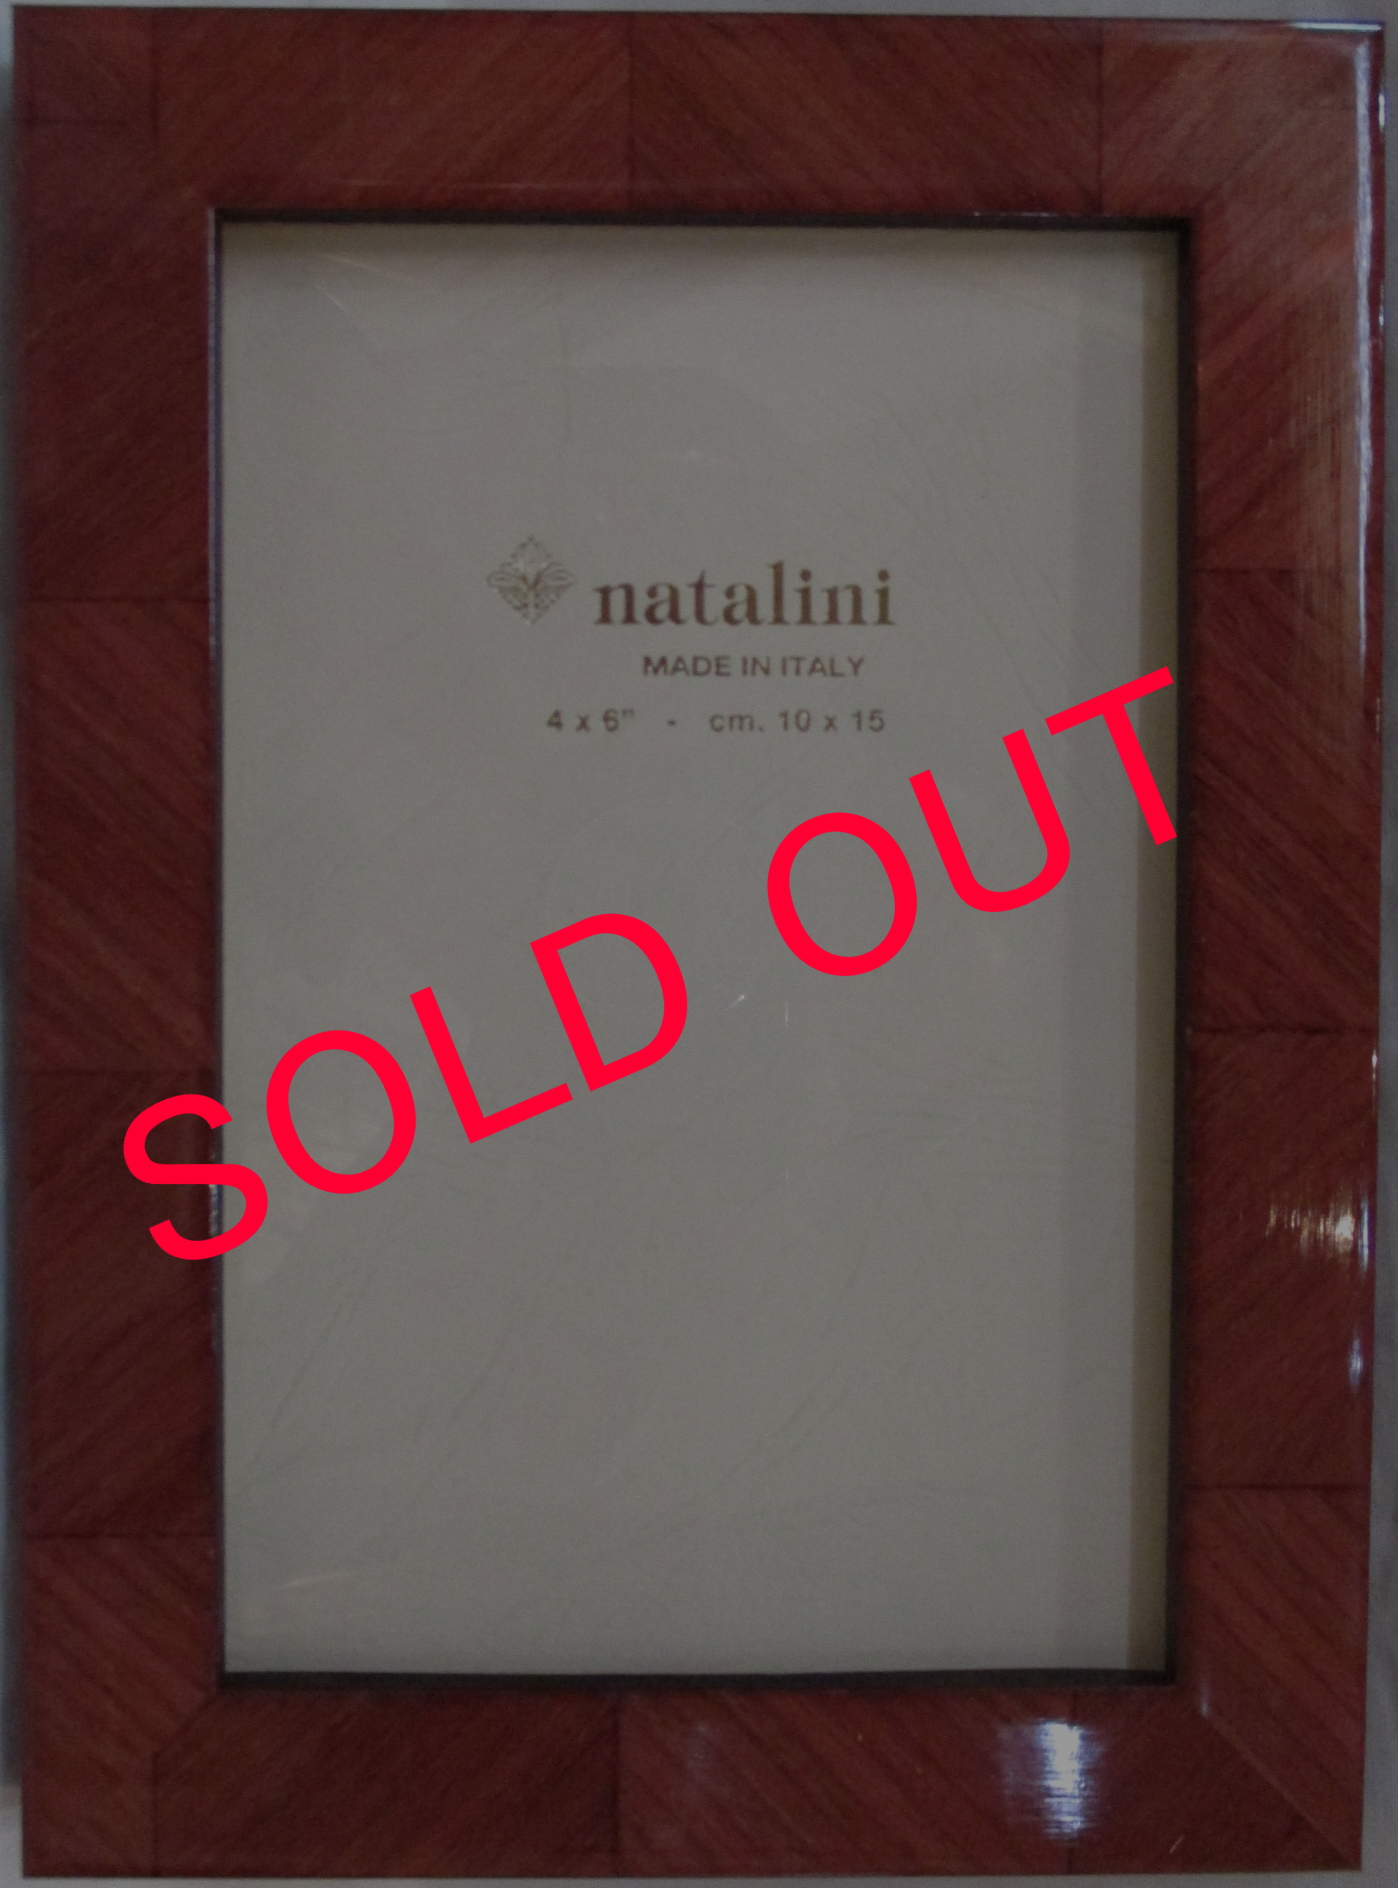 natalini
MADE IN ITALY
4 x 6" - cm. 10 x 15
SOLD OUT